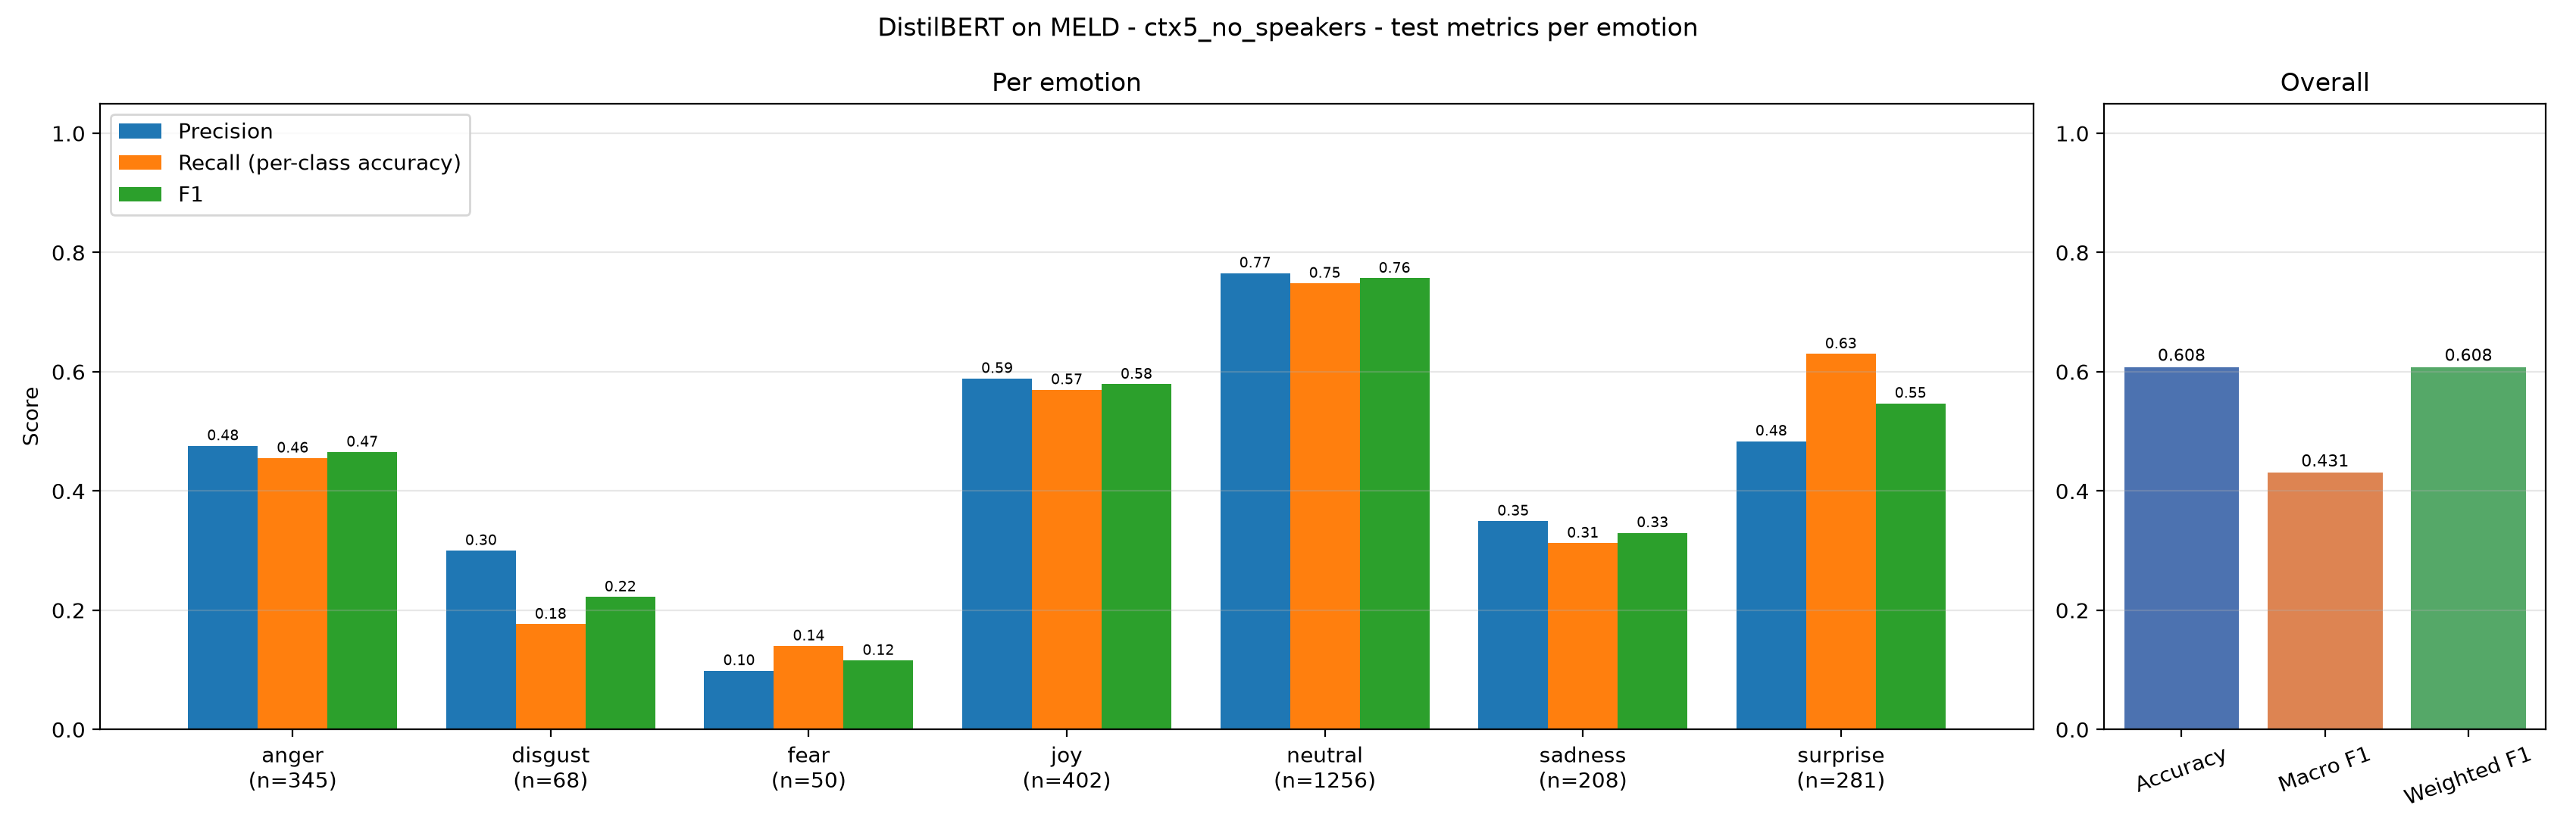 DistilBERT on MELD - ctx5_no_speakers - test metrics per emotion
Per emotion
Precision
Recall (per-class accuracy)
F1
Score
1.0
0.8
0.6
0.4
0.2
0.0
0.48
0.46
0.47
0.30
0.18
0.22
0.10
0.14
0.12
0.59
0.57
0.58
0.77
0.75
0.76
0.35
0.31
0.33
0.48
0.63
0.55
anger
(n=345)
disgust
(n=68)
fear
(n=50)
joy
(n=402)
neutral
(n=1256)
sadness
(n=208)
surprise
(n=281)
Overall
1.0
0.8
0.6
0.4
0.2
0.0
0.608
0.431
0.608
Accuracy
Macro F1
Weighted F1